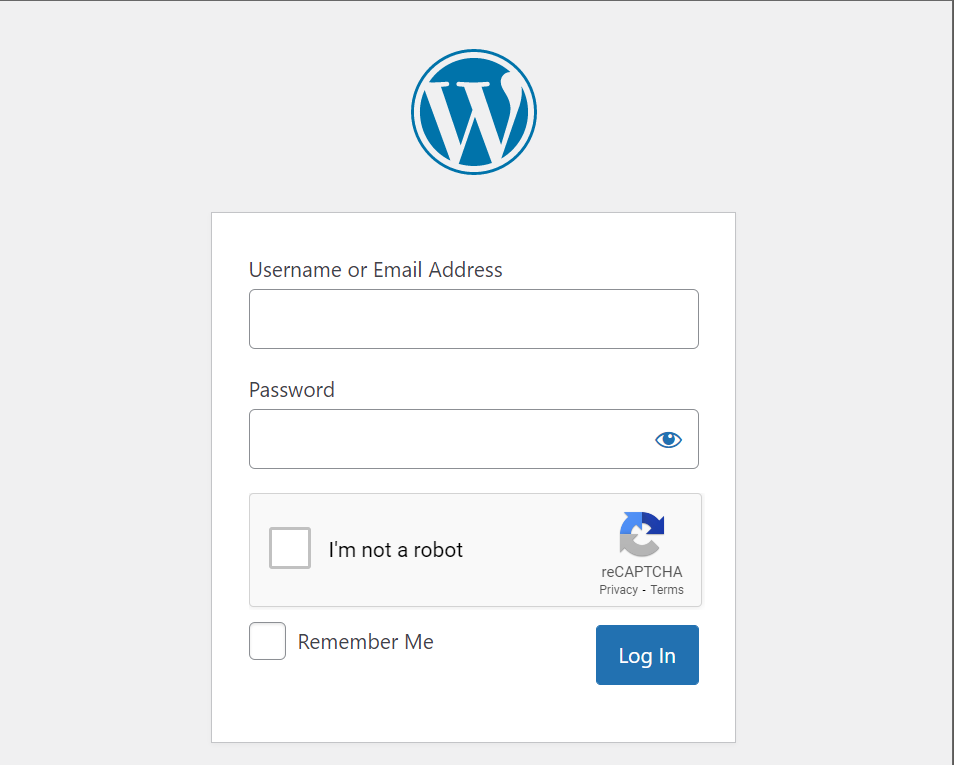 Username or Email Address
Password
I'm not a robot
reCAPTCHA
Privacy - Terms
Remember Me
Log In